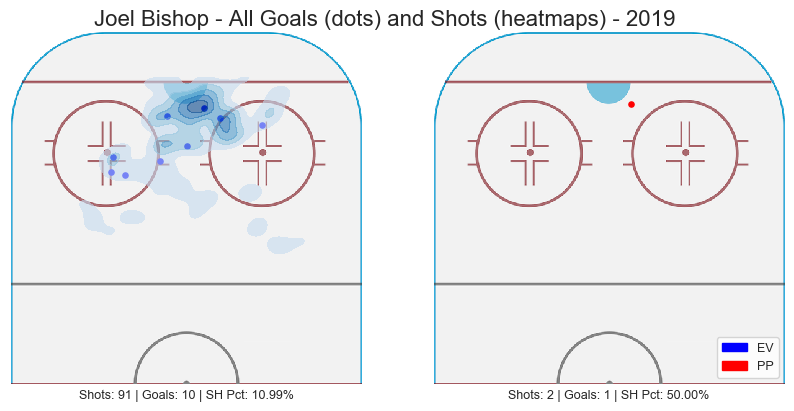 Joel Bishop - All Goals (dots) and Shots (heatmaps) - 2019
EV
PP
Shots: 91 | Goals: 10 | SH Pct: 10.99%
Shots: 2 | Goals: 1 | SH Pct: 50.00%